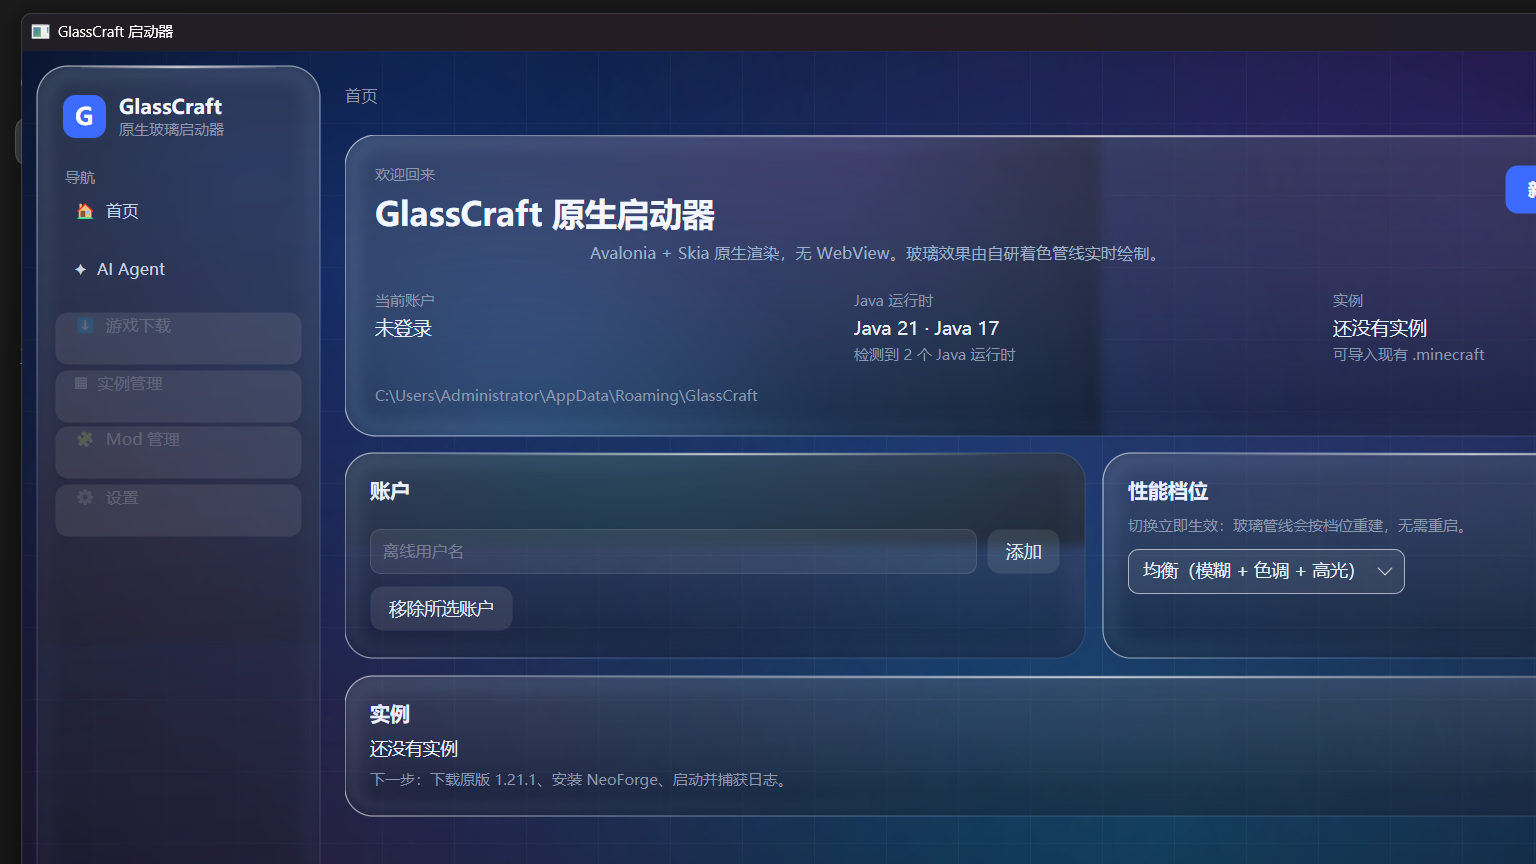 GlassCraft 启动器
G
GlassCraft
原生玻璃启动器
导航
首页
AI Agent
游戏下载
实例管理
Mod 管理
设置
首页
欢迎回来
GlassCraft 原生启动器
Avalonia + Skia 原生渲染，无 WebView。玻璃效果由自研着色管线实时绘制。
当前账户
未登录
Java 运行时
Java 21 · Java 17
检测到 2 个 Java 运行时
实例
还没有实例
可导入现有 .minecraft
C:\Users\Administrator\AppData\Roaming\GlassCraft
账户
离线用户名
添加
移除所选账户
性能档位
切换立即生效：玻璃管线会按档位重建，无需重启。
均衡（模糊 + 色调 + 高光）
实例
还没有实例
下一步：下载原版 1.21.1、安装 NeoForge、启动并捕获日志。